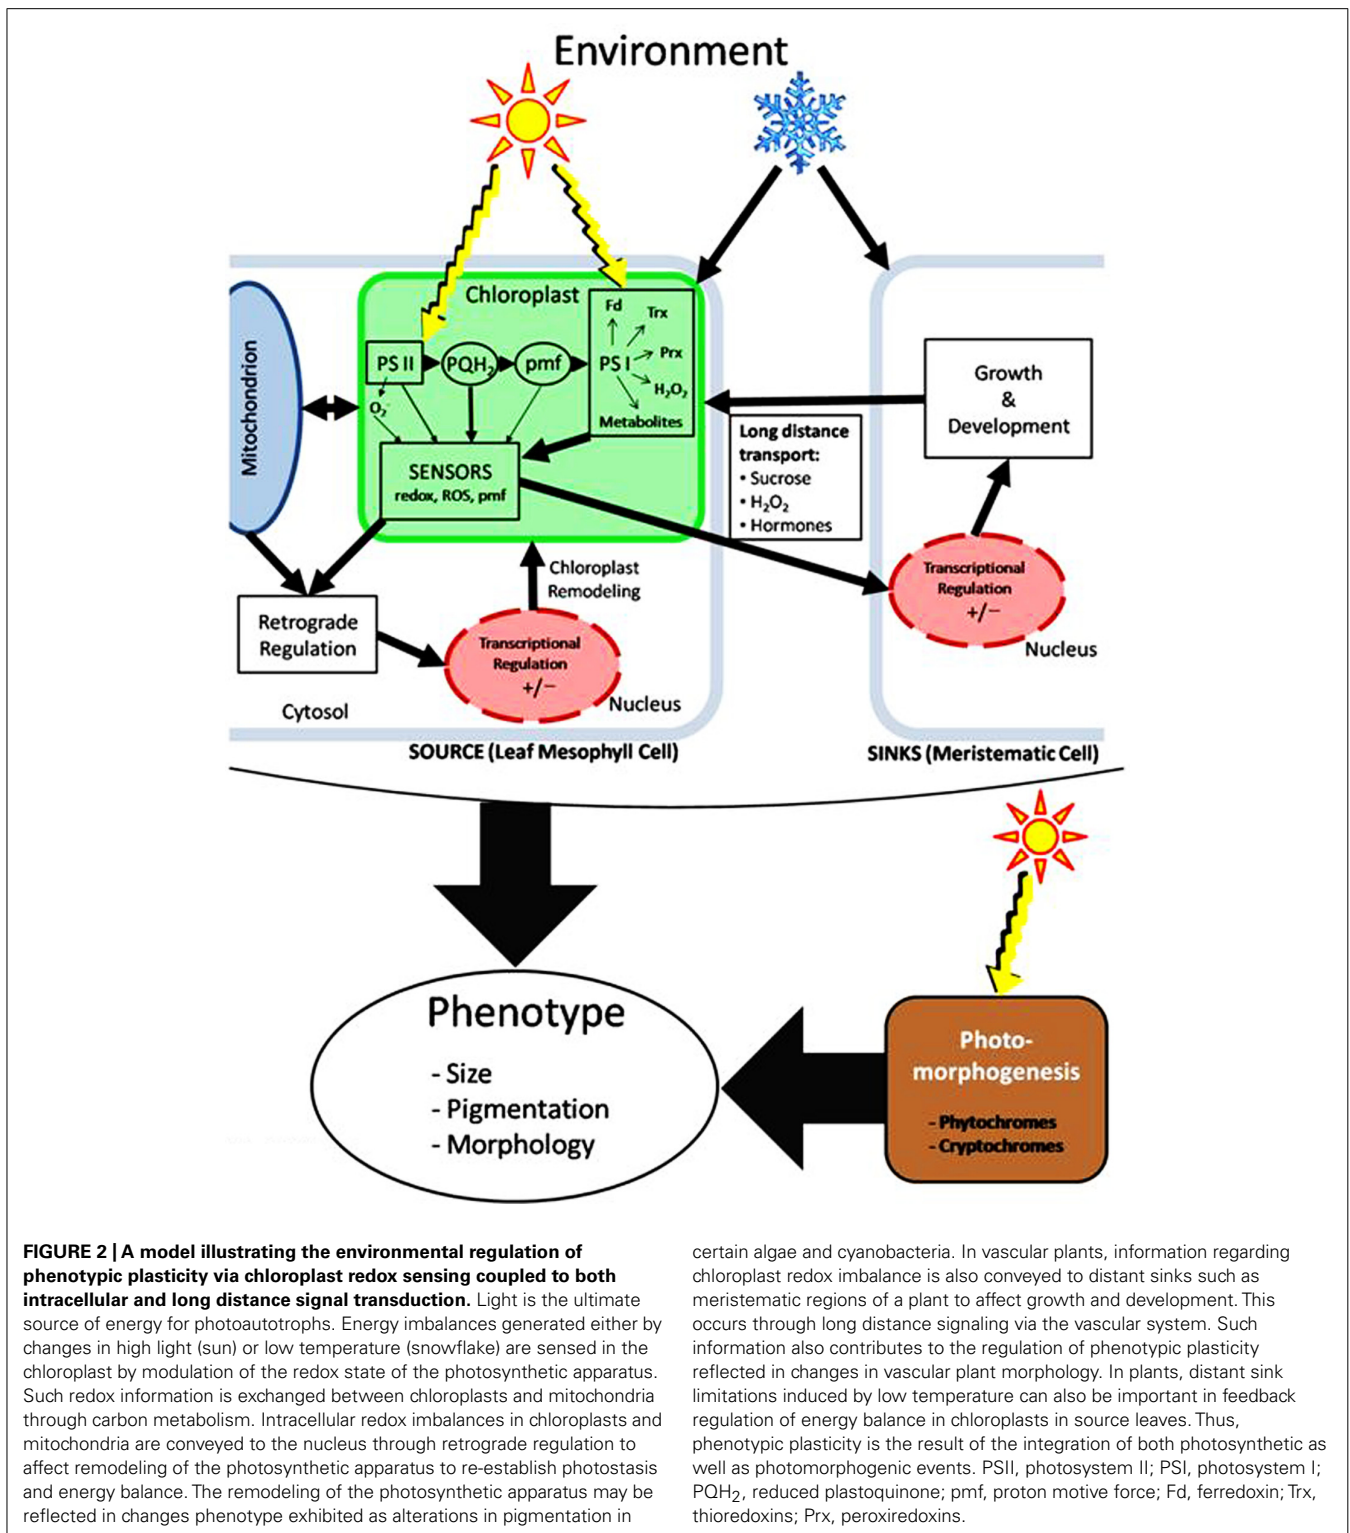 Environment
Chloroplast
Fd
Trx
PS II
PQH₂
pmf
PS I
Prx
H₂O₂
O₂⁻
Metabolites
Mitochondrion
SENSORS
redox, ROS, pmf
Growth
&
Development
Long distance
transport:
• Sucrose
• H₂O₂
• Hormones
Chloroplast
Remodeling
Transcriptional
Regulation
+/−
Nucleus
Retrograde
Regulation
Transcriptional
Regulation
+/−
Nucleus
Cytosol
SOURCE (Leaf Mesophyll Cell)
SINKS (Meristematic Cell)
Phenotype
- Size
- Pigmentation
- Morphology
Photo-
morphogenesis
- Phytochromes
- Cryptochromes
FIGURE 2 | A model illustrating the environmental regulation of
phenotypic plasticity via chloroplast redox sensing coupled to both
intracellular and long distance signal transduction. Light is the ultimate
source of energy for photoautotrophs. Energy imbalances generated either by
changes in high light (sun) or low temperature (snowflake) are sensed in the
chloroplast by modulation of the redox state of the photosynthetic apparatus.
Such redox information is exchanged between chloroplasts and mitochondria
through carbon metabolism. Intracellular redox imbalances in chloroplasts and
mitochondria are conveyed to the nucleus through retrograde regulation to
affect remodeling of the photosynthetic apparatus to re-establish photostasis
and energy balance. The remodeling of the photosynthetic apparatus may be
reflected in changes phenotype exhibited as alterations in pigmentation in
certain algae and cyanobacteria. In vascular plants, information regarding
chloroplast redox imbalance is also conveyed to distant sinks such as
meristematic regions of a plant to affect growth and development. This
occurs through long distance signaling via the vascular system. Such
information also contributes to the regulation of phenotypic plasticity
reflected in changes in vascular plant morphology. In plants, distant sink
limitations induced by low temperature can also be important in feedback
regulation of energy balance in chloroplasts in source leaves. Thus,
phenotypic plasticity is the result of the integration of both photosynthetic as
well as photomorphogenic events. PSII, photosystem II; PSI, photosystem I;
PQH₂, reduced plastoquinone; pmf, proton motive force; Fd, ferredoxin; Trx,
thioredoxins; Prx, peroxiredoxins.